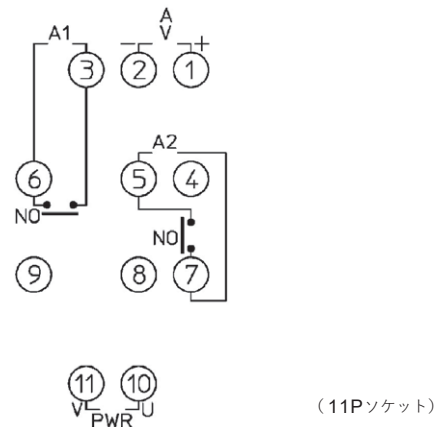 A
A1 − V +
③ ② ①
A2
⑥ ⑤ ④
NO
NO
⑨ ⑧ ⑦
⑪ ⑩
V PWR U
（11Pソケット）